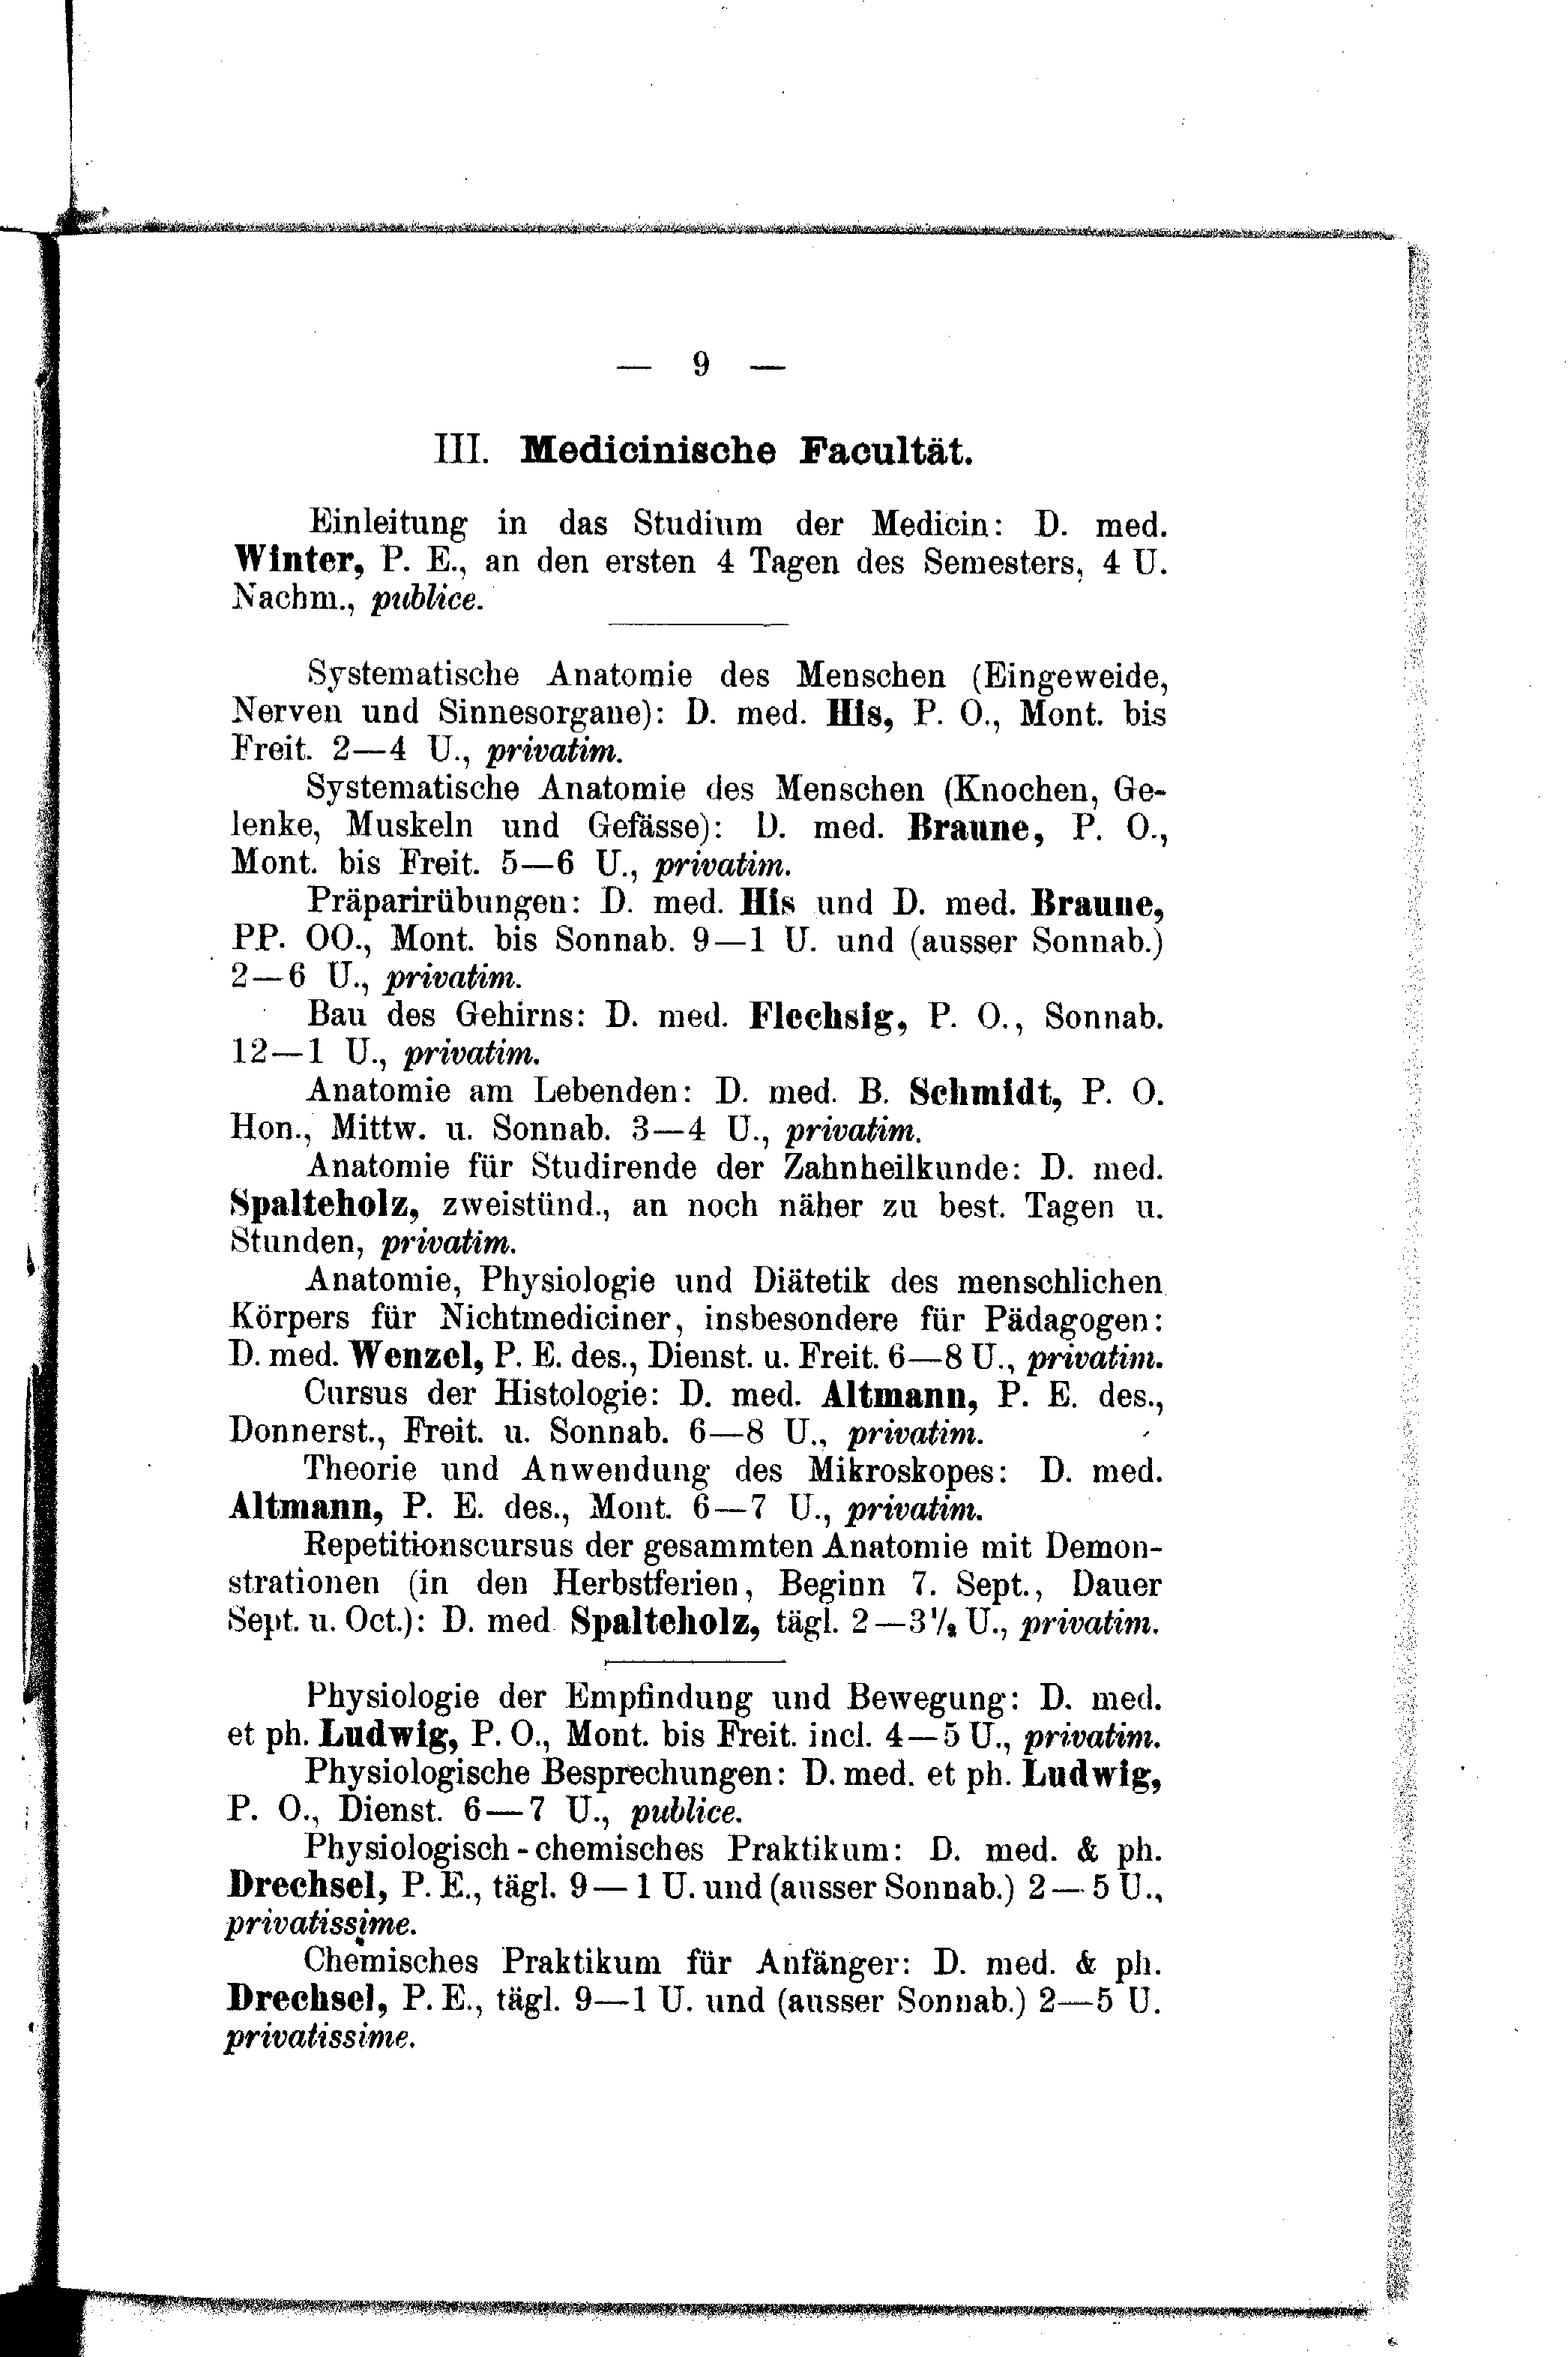 — 9 —
III. Medicinische Facultät.
Einleitung in das Studium der Medicin: D. med.
Winter, P. E., an den ersten 4 Tagen des Semesters, 4 U.
Nachm., publice.
Systematische Anatomie des Menschen (Eingeweide,
Nerven und Sinnesorgane): D. med. His, P. O., Mont. bis
Freit. 2—4 U., privatim.
Systematische Anatomie des Menschen (Knochen, Ge-
lenke, Muskeln und Gefässe): D. med. Braune, P. O.,
Mont. bis Freit. 5—6 U., privatim.
Präparirübungen: D. med. His und D. med. Braune,
PP. OO., Mont. bis Sonnab. 9—1 U. und (ausser Sonnab.)
2—6 U., privatim.
Bau des Gehirns: D. med. Flechsig, P. O., Sonnab.
12—1 U., privatim.
Anatomie am Lebenden: D. med. B. Schmidt, P. O.
Hon., Mittw. u. Sonnab. 3—4 U., privatim.
Anatomie für Studirende der Zahnheilkunde: D. med.
Spalteholz, zweistünd., an noch näher zu best. Tagen u.
Stunden, privatim.
Anatomie, Physiologie und Diätetik des menschlichen
Körpers für Nichtmediciner, insbesondere für Pädagogen:
D. med. Wenzel, P. E. des., Dienst. u. Freit. 6—8 U., privatim.
Cursus der Histologie: D. med. Altmann, P. E. des.,
Donnerst., Freit. u. Sonnab. 6—8 U., privatim.
Theorie und Anwendung des Mikroskopes: D. med.
Altmann, P. E. des., Mont. 6—7 U., privatim.
Repetitionscursus der gesammten Anatomie mit Demon-
strationen (in den Herbstferien, Beginn 7. Sept., Dauer
Sept. u. Oct.): D. med Spalteholz, tägl. 2—3 1/2 U., privatim.
Physiologie der Empfindung und Bewegung: D. med.
et ph. Ludwig, P. O., Mont. bis Freit. incl. 4—5 U., privatim.
Physiologische Besprechungen: D. med. et ph. Ludwig,
P. O., Dienst. 6—7 U., publice.
Physiologisch-chemisches Praktikum: D. med. & ph.
Drechsel, P. E., tägl. 9—1 U. und (ausser Sonnab.) 2—5 U.,
privatissime.
Chemisches Praktikum für Anfänger: D. med. & ph.
Drechsel, P. E., tägl. 9—1 U. und (ausser Sonnab.) 2—5 U.
privatissime.